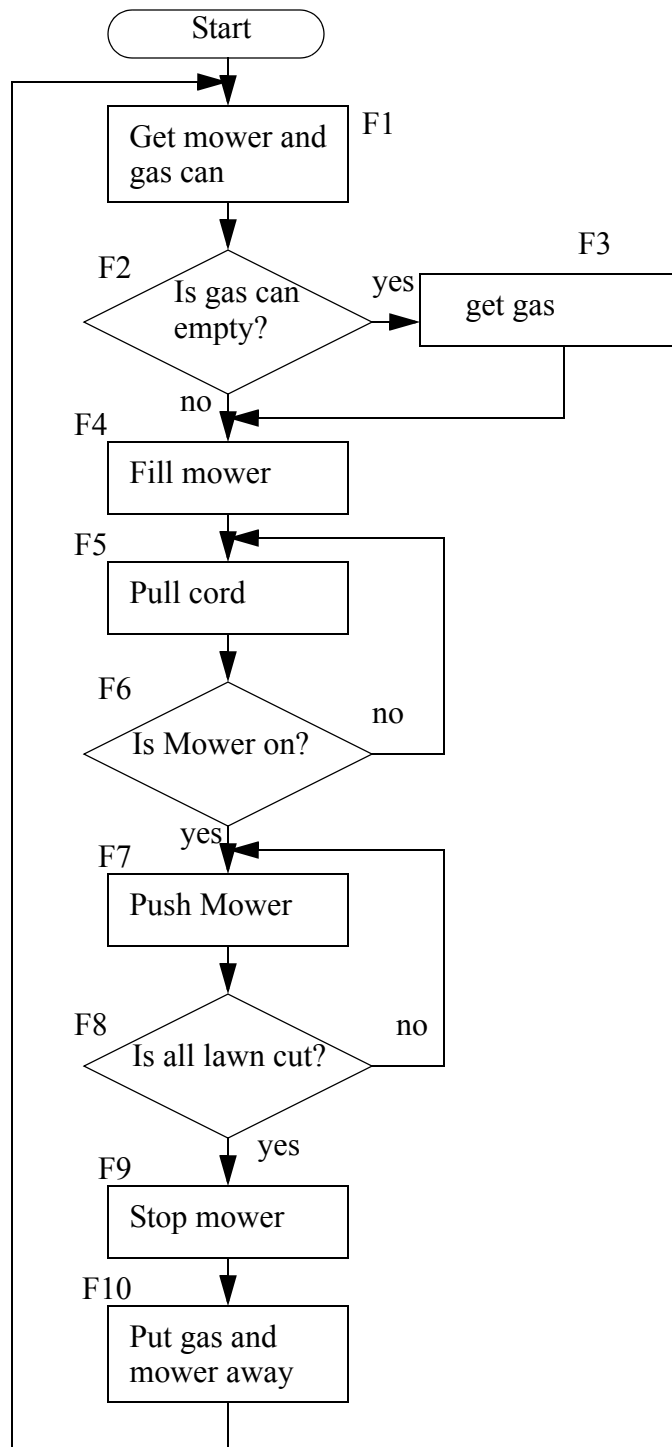 Start
Get mower and
gas can
F1
F2
Is gas can
empty?
yes
F3
get gas
no
F4
Fill mower
F5
Pull cord
F6
Is Mower on?
no
yes
F7
Push Mower
F8
Is all lawn cut?
no
yes
F9
Stop mower
F10
Put gas and
mower away